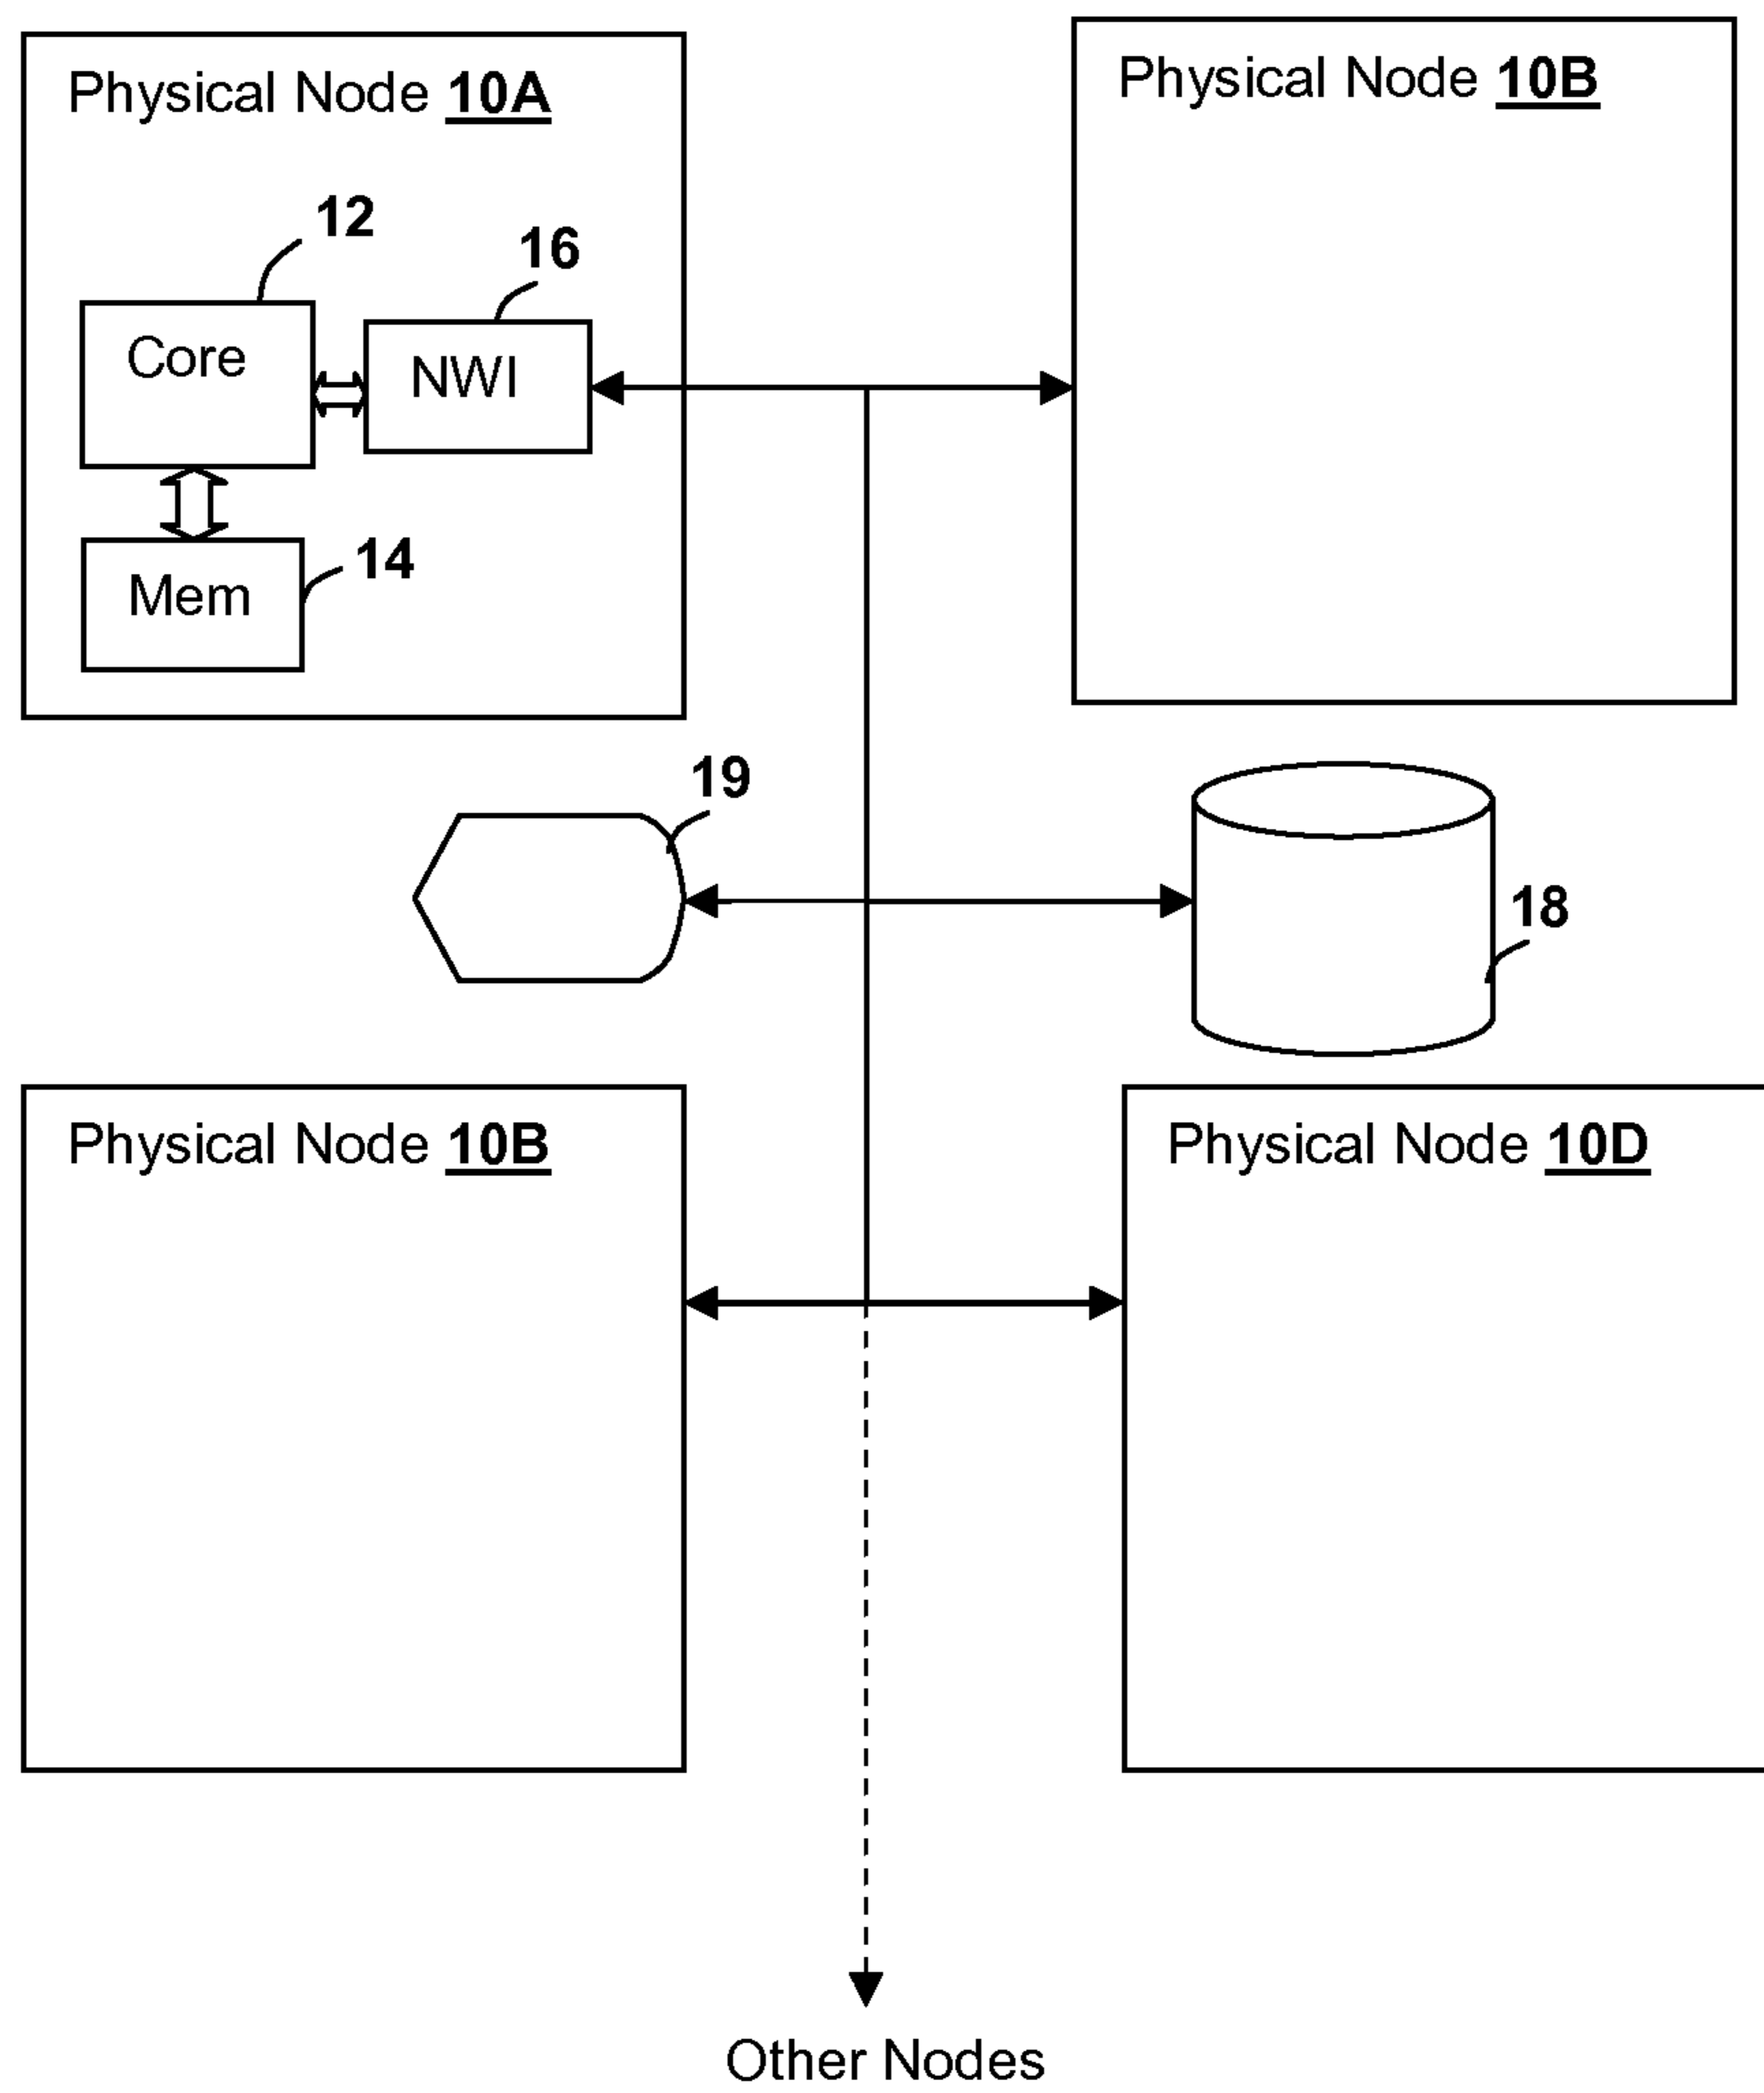 Physical Node 10A
Physical Node 10B
12
16
Core
NWI
14
Mem
19
18
Physical Node 10B
Physical Node 10D
Other Nodes